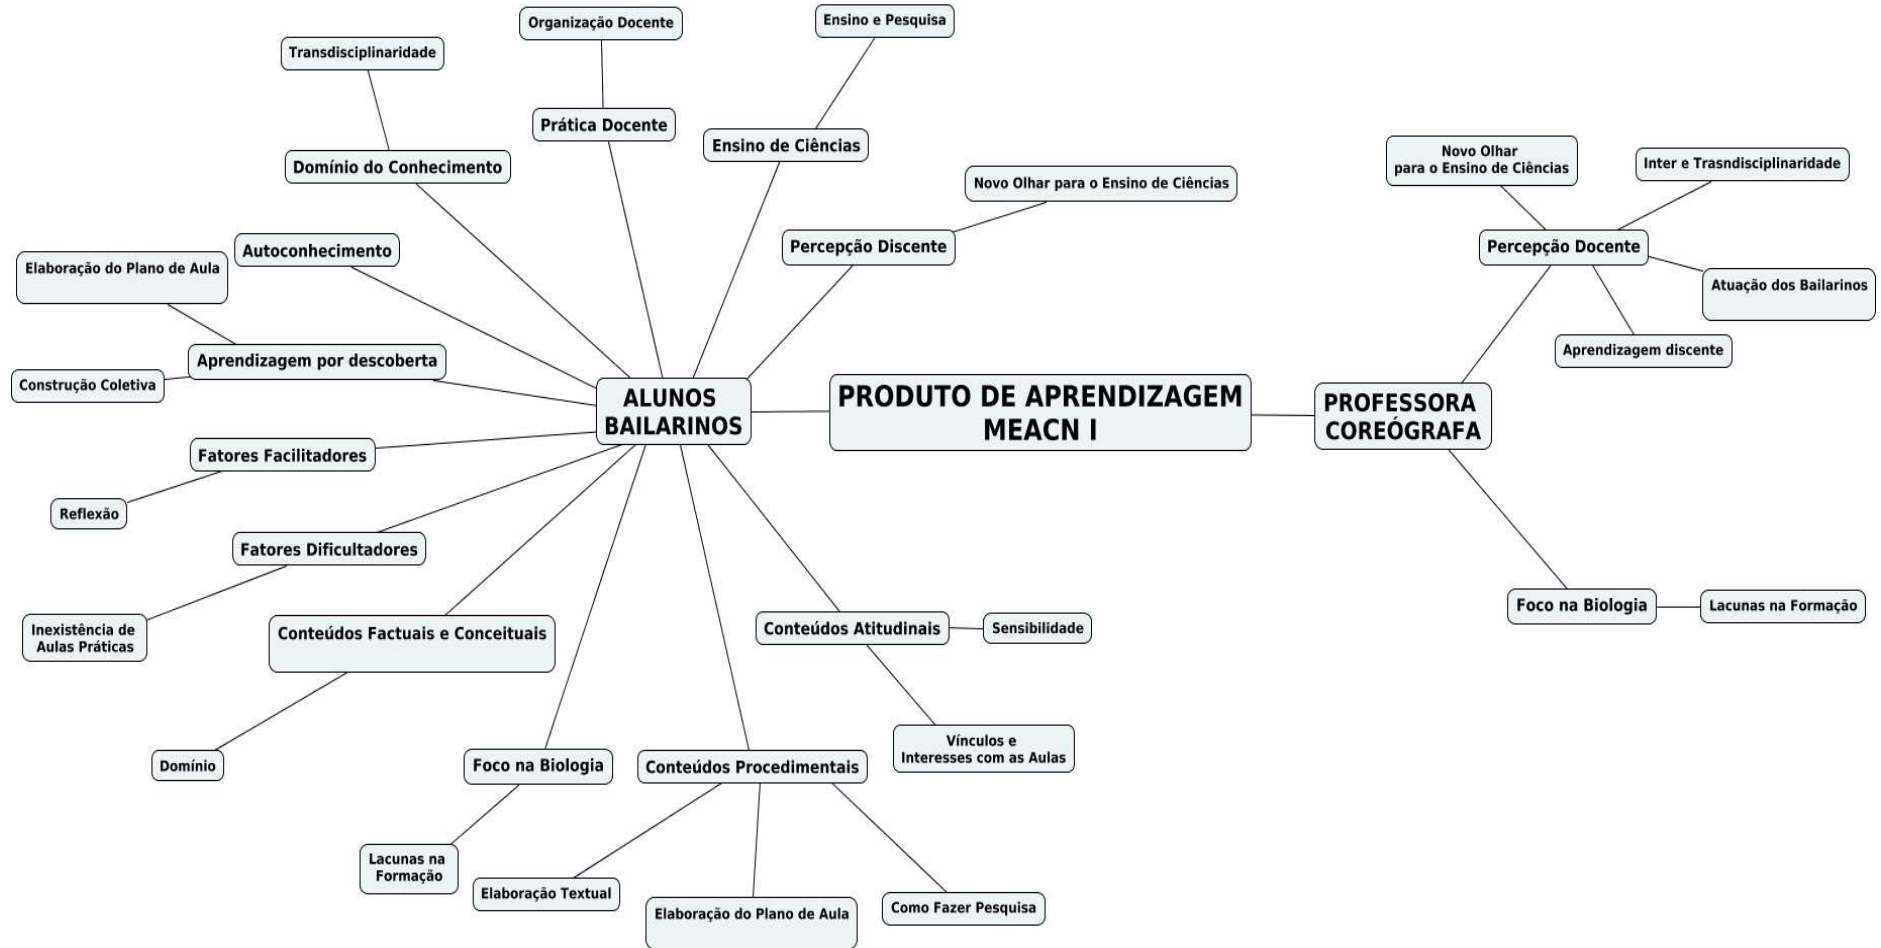 Organização Docente
Ensino e Pesquisa
Transdisciplinaridade
Prática Docente
Ensino de Ciências
Domínio do Conhecimento
Novo Olhar para o Ensino de Ciências
Autoconhecimento
Percepção Discente
Elaboração do Plano de Aula
Aprendizagem por descoberta
Construção Coletiva
ALUNOS
BAILARINOS
PRODUTO DE APRENDIZAGEM
MEACN I
PROFESSORA
COREÓGRAFA
Novo Olhar
para o Ensino de Ciências
Inter e Trasndisciplinaridade
Percepção Docente
Atuação dos Bailarinos
Aprendizagem discente
Fatores Facilitadores
Reflexão
Fatores Dificultadores
Inexistência de
Aulas Práticas
Conteúdos Factuais e Conceituais
Domínio
Foco na Biologia
Lacunas na
Formação
Conteúdos Procedimentais
Elaboração Textual
Elaboração do Plano de Aula
Como Fazer Pesquisa
Conteúdos Atitudinais
Sensibilidade
Vínculos e
Interesses com as Aulas
Foco na Biologia
Lacunas na Formação